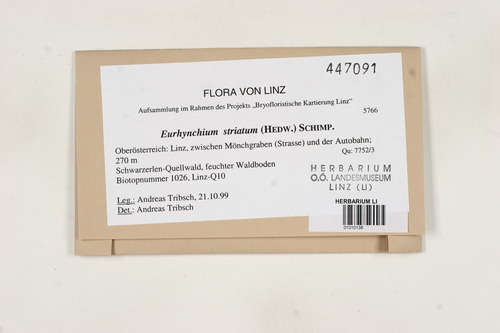 447091
FLORA VON LINZ
Aufsammlung im Rahmen des Projekts „Bryofloristische Kartierung Linz"
5766
Eurhynchium striatum (HEDW.) SCHIMP.
Oberösterreich: Linz, zwischen Mönchgraben (Strasse) und der Autobahn;
270 m
Qu: 7752/3
Schwarzerlen-Quellwald, feuchter Waldboden
Biotopnummer 1026, Linz-Q10
HERBARIUM
O.Ö. LANDESMUSEUM
LINZ (LI)
Leg.: Andreas Tribsch, 21.10.99
Det.: Andreas Tribsch
HERBARIUM LI
01010138